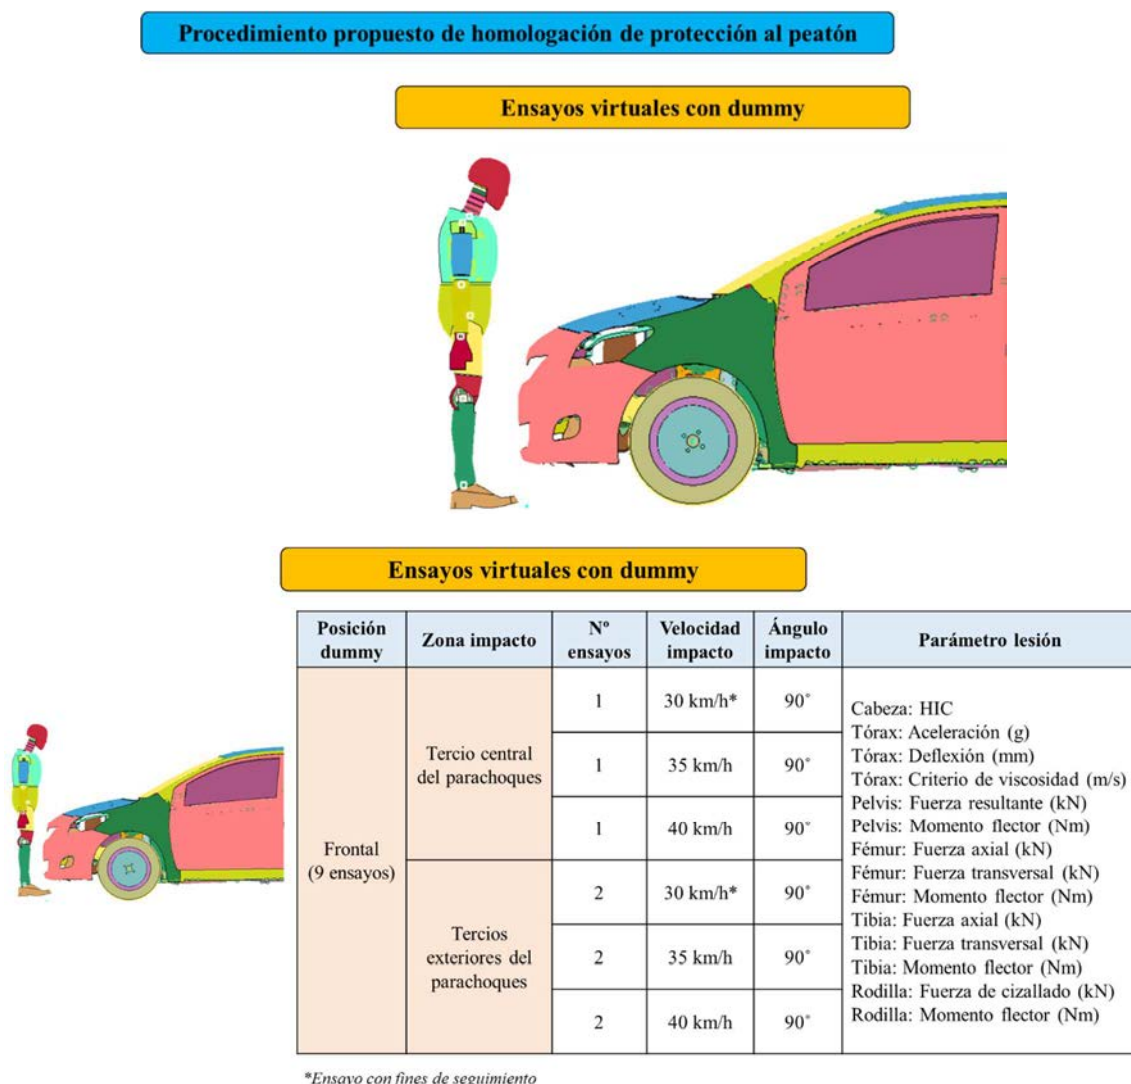 Procedimiento propuesto de homologación de protección al peatón
Ensayos virtuales con dummy
Ensayos virtuales con dummy
Posición dummy
Zona impacto
Nº ensayos
Velocidad impacto
Ángulo impacto
Parámetro lesión
Frontal
(9 ensayos)
Tercio central
del parachoques
1
30 km/h*
90˚
1
35 km/h
90˚
1
40 km/h
90˚
Tercios
exteriores del
parachoques
2
30 km/h*
90˚
2
35 km/h
90˚
2
40 km/h
90˚
Cabeza: HIC
Tórax: Aceleración (g)
Tórax: Deflexión (mm)
Tórax: Criterio de viscosidad (m/s)
Pelvis: Fuerza resultante (kN)
Pelvis: Momento flector (Nm)
Fémur: Fuerza axial (kN)
Fémur: Fuerza transversal (kN)
Fémur: Momento flector (Nm)
Tibia: Fuerza axial (kN)
Tibia: Fuerza transversal (kN)
Tibia: Momento flector (Nm)
Rodilla: Fuerza de cizallado (kN)
Rodilla: Momento flector (Nm)
*Ensayo con fines de seguimiento